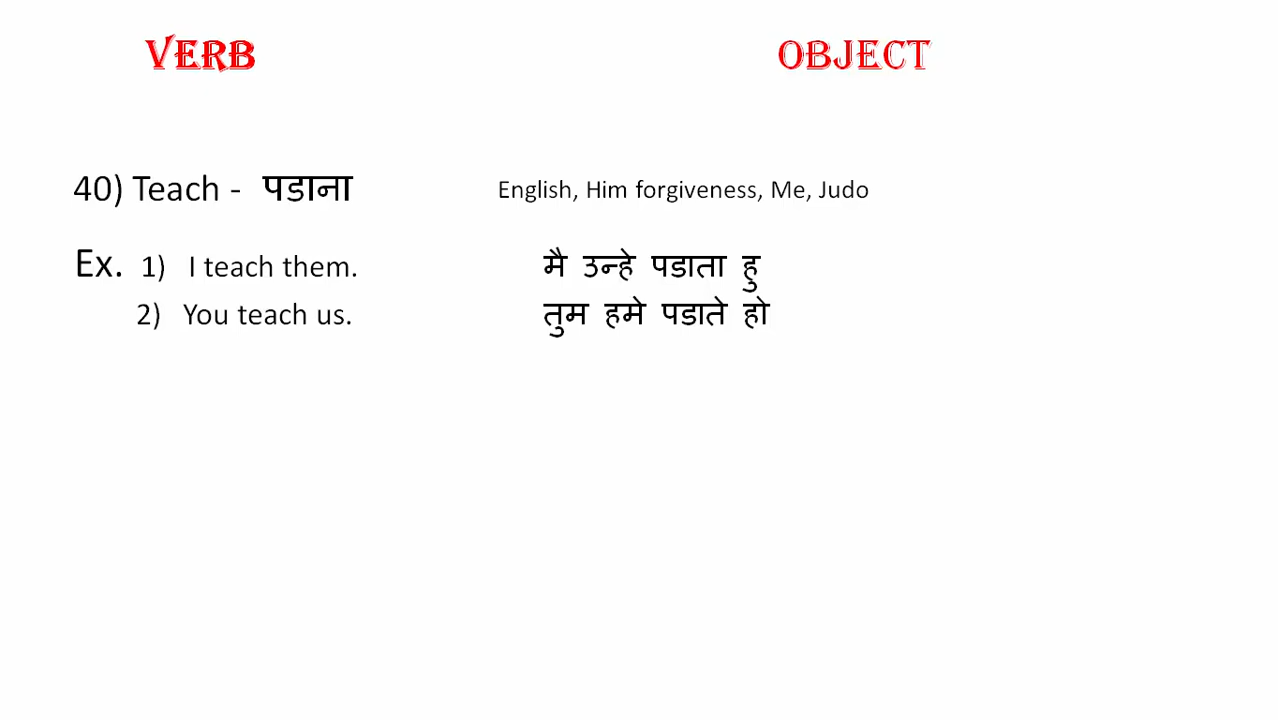 VERB OBJECT
40) Teach - पडाना English, Him forgiveness, Me, Judo
Ex. 1) I teach them. मै उन्हे पडाता हु
2) You teach us. तुम हमे पडाते हो